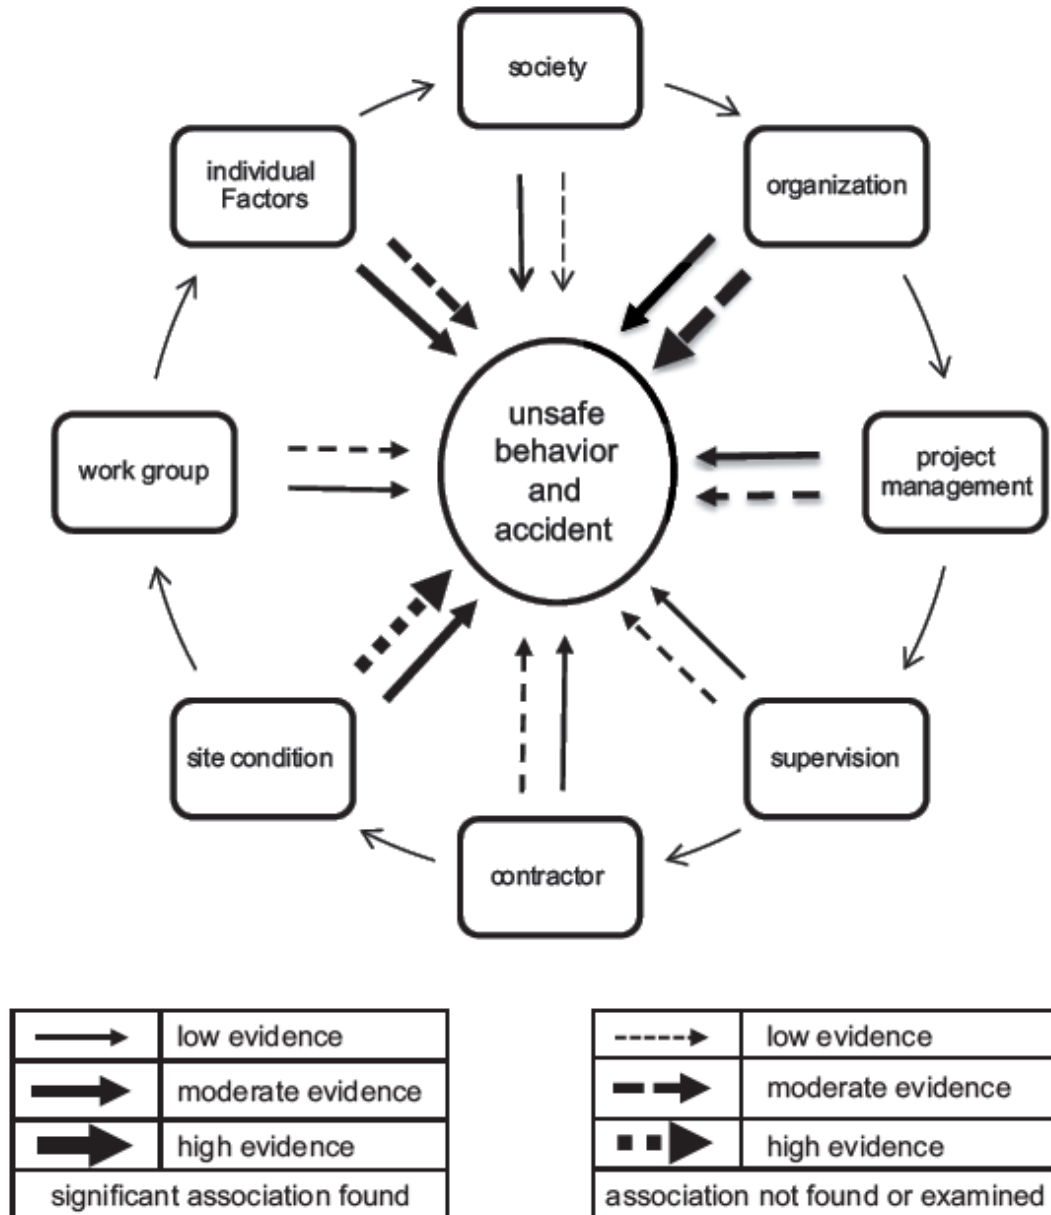 society
individual
Factors
organization
unsafe
behavior
and
accident
work group
project
management
site condition
supervision
contractor
low evidence
moderate evidence
high evidence
significant association found
low evidence
moderate evidence
high evidence
association not found or examined